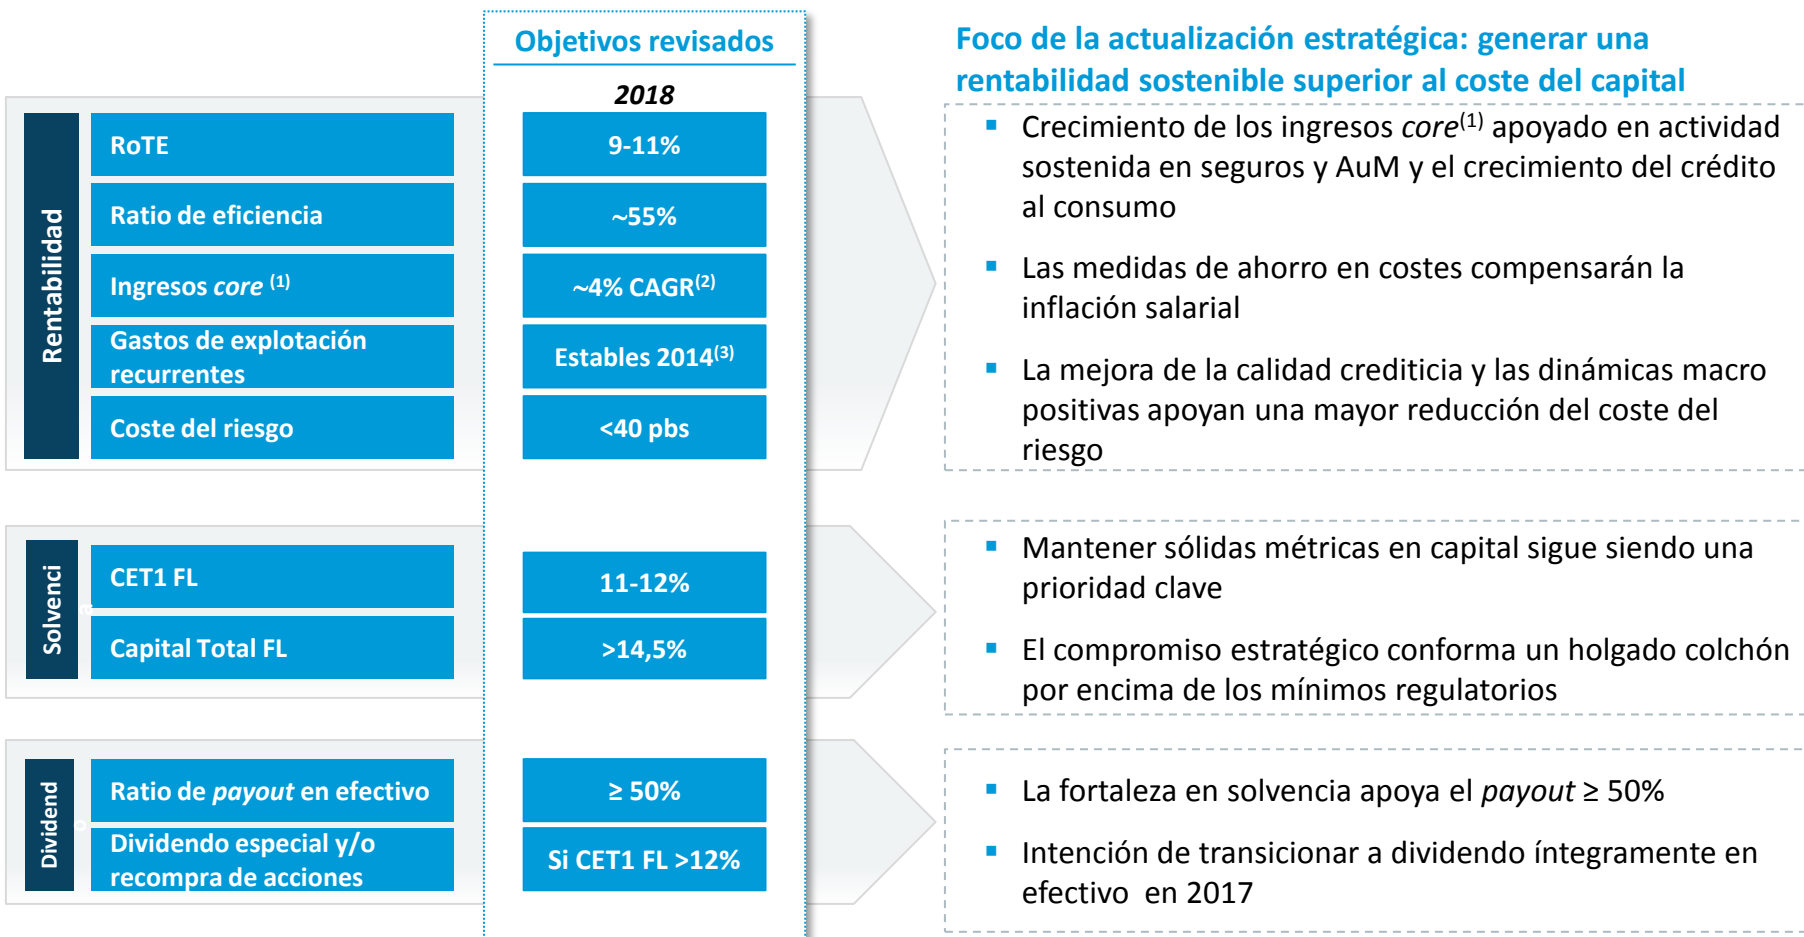 Objetivos revisados
2018
Rentabilidad
RoTE
9-11%
Ratio de eficiencia
~55%
Ingresos core (1)
~4% CAGR(2)
Gastos de explotación
recurrentes
Estables 2014(3)
Coste del riesgo
<40 pbs
Foco de la actualización estratégica: generar una
rentabilidad sostenible superior al coste del capital
▪ Crecimiento de los ingresos core(1) apoyado en actividad
sostenida en seguros y AuM y el crecimiento del crédito
al consumo
▪ Las medidas de ahorro en costes compensarán la
inflación salarial
▪ La mejora de la calidad crediticia y las dinámicas macro
positivas apoyan una mayor reducción del coste del
riesgo
Solvenci
a
CET1 FL
11-12%
Capital Total FL
>14,5%
▪ Mantener sólidas métricas en capital sigue siendo una
prioridad clave
▪ El compromiso estratégico conforma un holgado colchón
por encima de los mínimos regulatorios
Dividend
o
Ratio de payout en efectivo
≥ 50%
Dividendo especial y/o
recompra de acciones
Si CET1 FL >12%
▪ La fortaleza en solvencia apoya el payout ≥ 50%
▪ Intención de transicionar a dividendo íntegramente en
efectivo en 2017